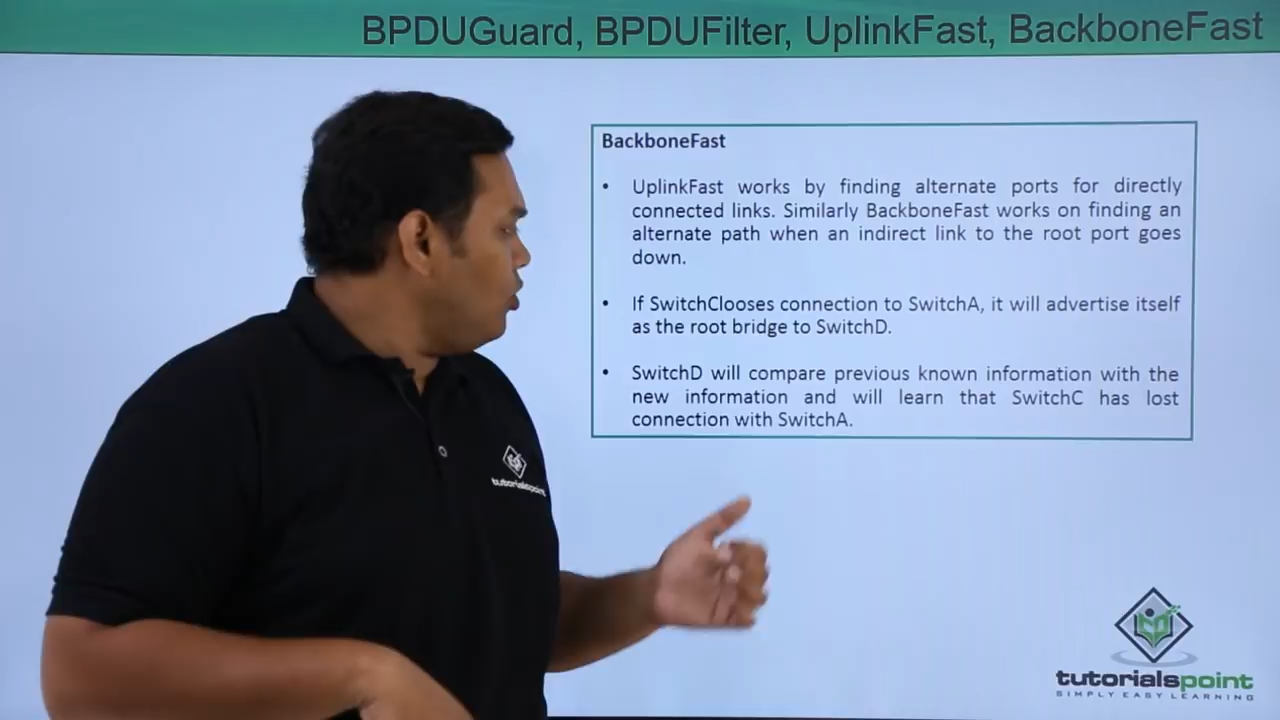 BPDUGuard, BPDUFilter, UplinkFast, BackboneFast
BackboneFast
• UplinkFast works by finding alternate ports for directly
connected links. Similarly BackboneFast works on finding an
alternate path when an indirect link to the root port goes
down.
• If SwitchClooses connection to SwitchA, it will advertise itself
as the root bridge to SwitchD.
• SwitchD will compare previous known information with the
new information and will learn that SwitchC has lost
connection with SwitchA.
tutorialspoint
tutorialspoint
SIMPLY EASY LEARNING